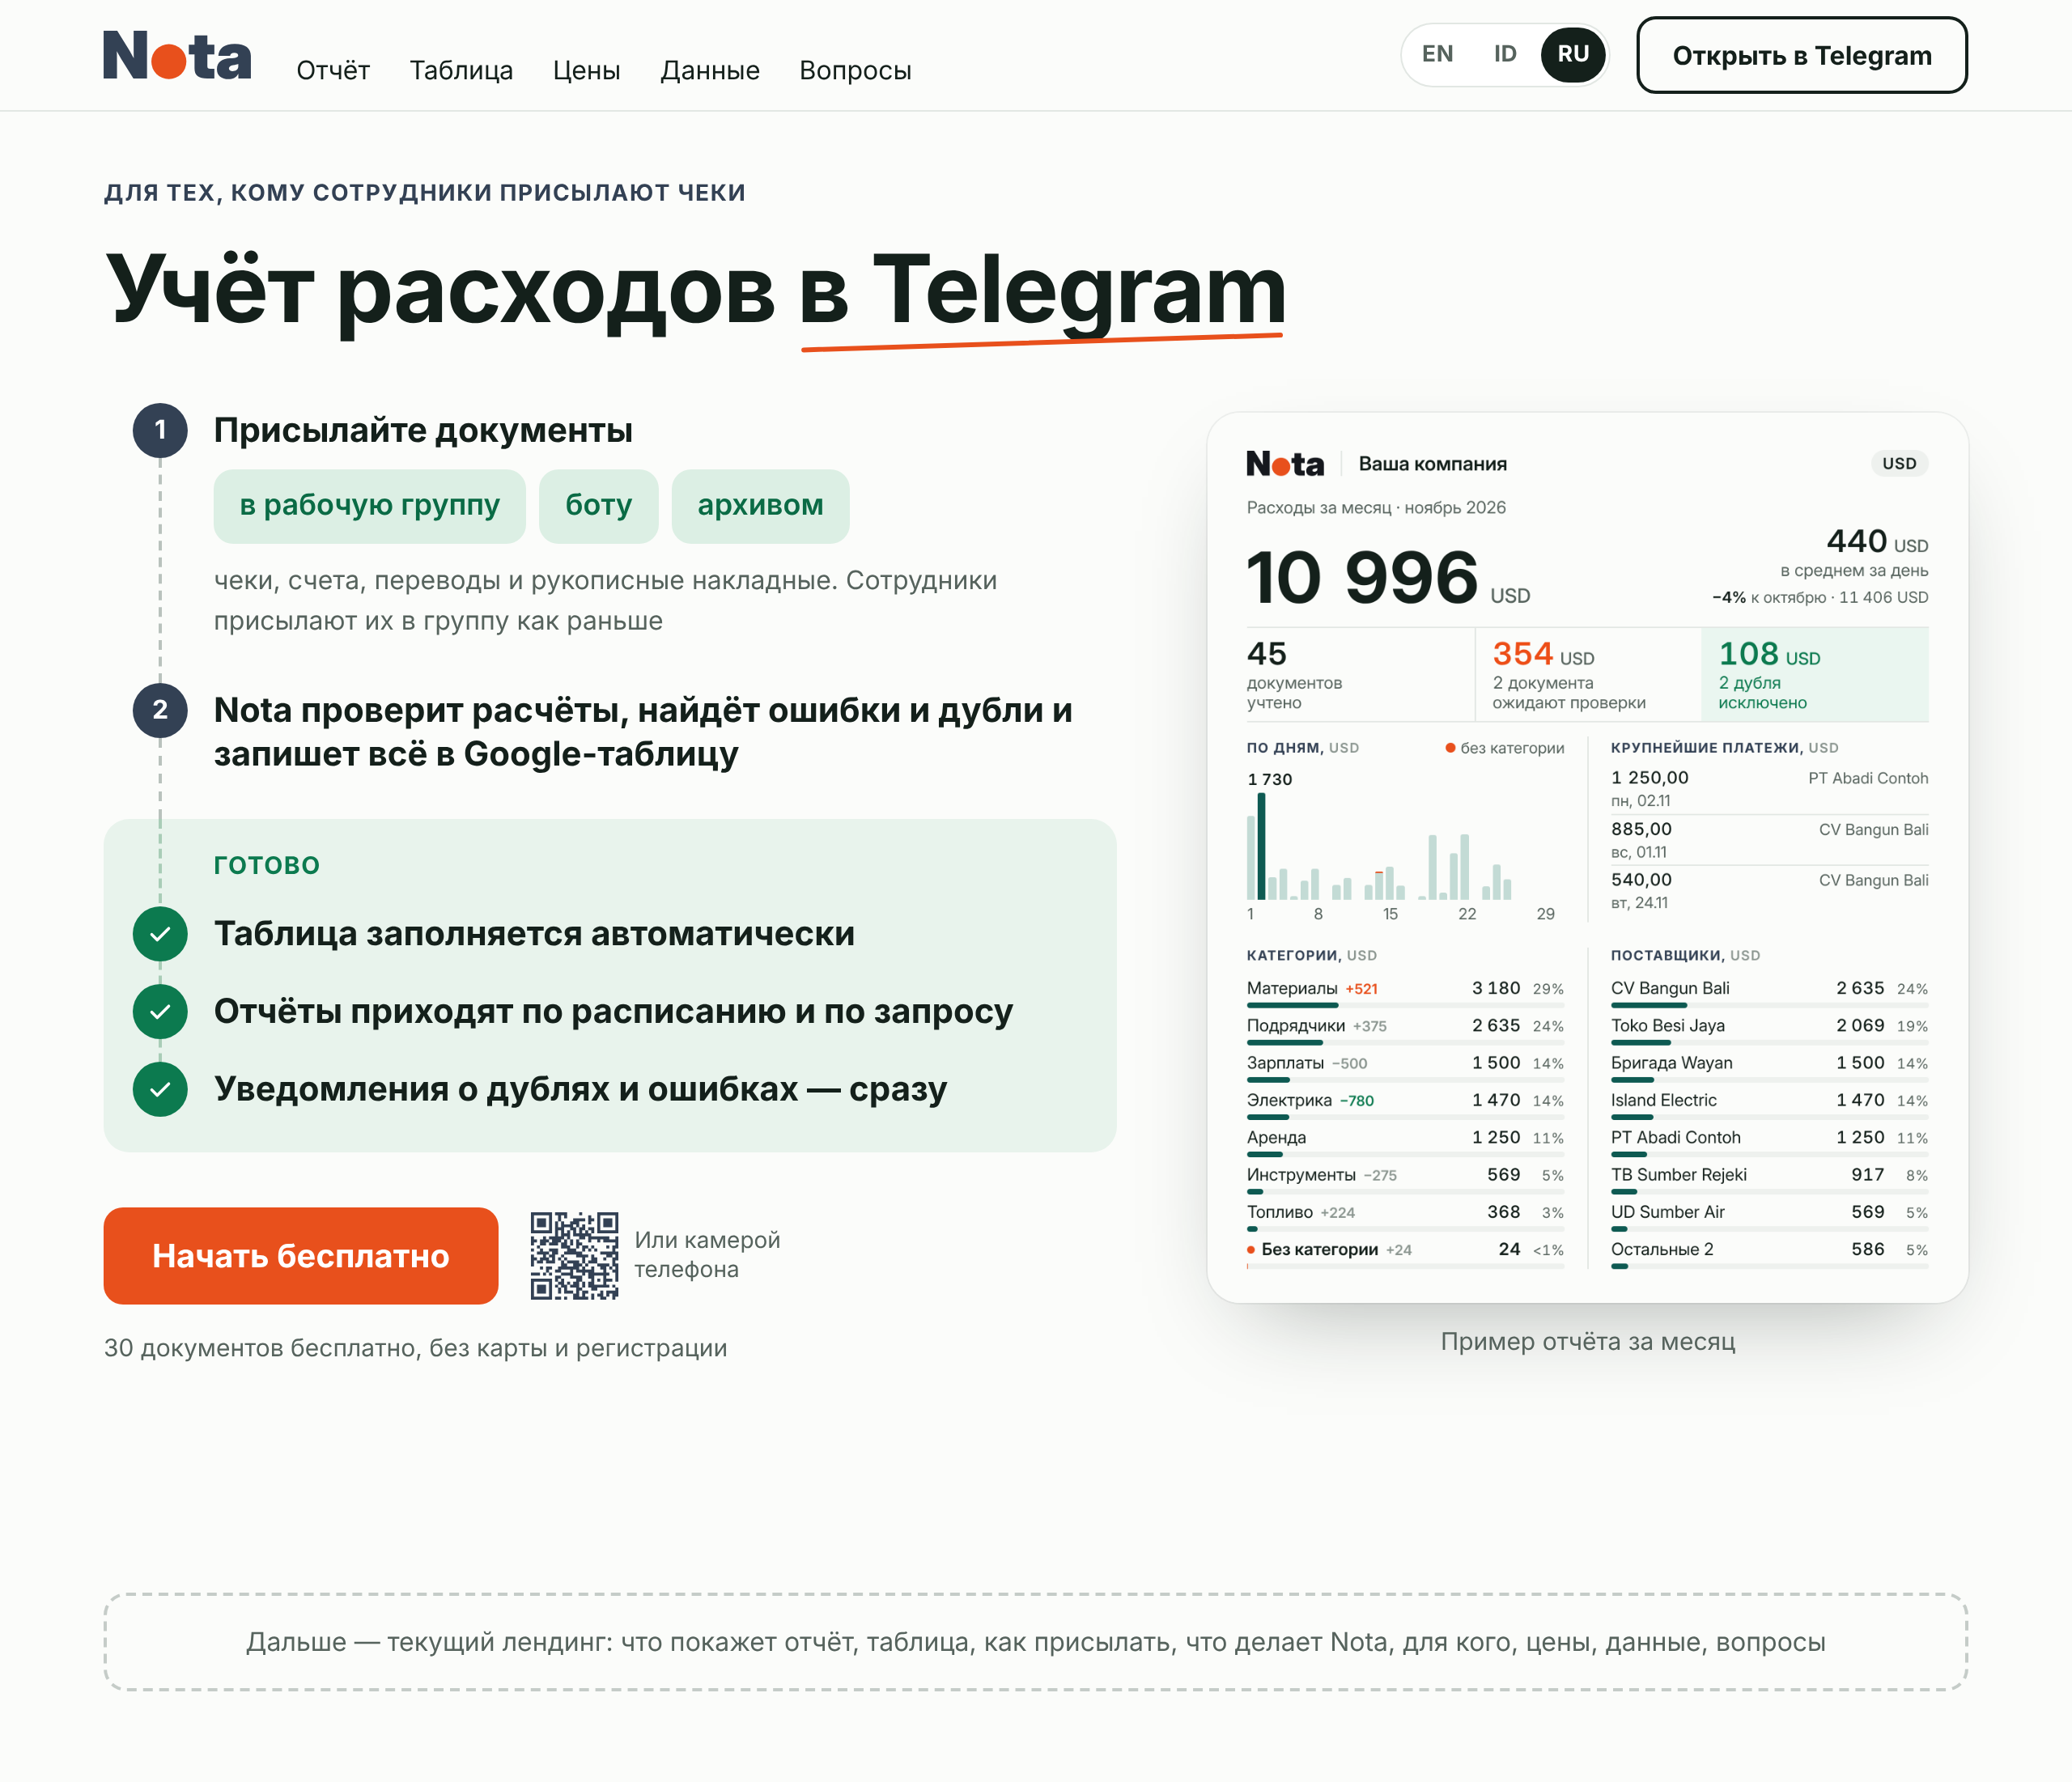 Nota
Отчёт Таблица Цены Данные Вопросы
EN ID RU
Открыть в Telegram
ДЛЯ ТЕХ, КОМУ СОТРУДНИКИ ПРИСЫЛАЮТ ЧЕКИ
Учёт расходов в Telegram
1
Присылайте документы
в рабочую группу боту архивом
чеки, счета, переводы и рукописные накладные. Сотрудники
присылают их в группу как раньше
2
Nota проверит расчёты, найдёт ошибки и дубли и
запишет всё в Google-таблицу
ГОТОВО
Таблица заполняется автоматически
Отчёты приходят по расписанию и по запросу
Уведомления о дублях и ошибках — сразу
Начать бесплатно
Или камерой
телефона
30 документов бесплатно, без карты и регистрации
Nota Ваша компания USD
Расходы за месяц · ноябрь 2026
10 996 USD
440 USD
в среднем за день
−4% к октябрю · 11 406 USD
45
документов
учтено
354 USD
2 документа
ожидают проверки
108 USD
2 дубля
исключено
ПО ДНЯМ, USD
без категории
1 730
1 8 15 22 29
КРУПНЕЙШИЕ ПЛАТЕЖИ, USD
1 250,00 PT Abadi Contoh
пн, 02.11
885,00 CV Bangun Bali
вс, 01.11
540,00 CV Bangun Bali
вт, 24.11
КАТЕГОРИИ, USD
Материалы +521 3 180 29%
Подрядчики +375 2 635 24%
Зарплаты −500 1 500 14%
Электрика −780 1 470 14%
Аренда 1 250 11%
Инструменты −275 569 5%
Топливо +224 368 3%
Без категории +24 24 <1%
ПОСТАВЩИКИ, USD
CV Bangun Bali 2 635 24%
Toko Besi Jaya 2 069 19%
Бригада Wayan 1 500 14%
Island Electric 1 470 14%
PT Abadi Contoh 1 250 11%
TB Sumber Rejeki 917 8%
UD Sumber Air 569 5%
Остальные 2 586 5%
Пример отчёта за месяц
Дальше — текущий лендинг: что покажет отчёт, таблица, как присылать, что делает Nota, для кого, цены, данные, вопросы